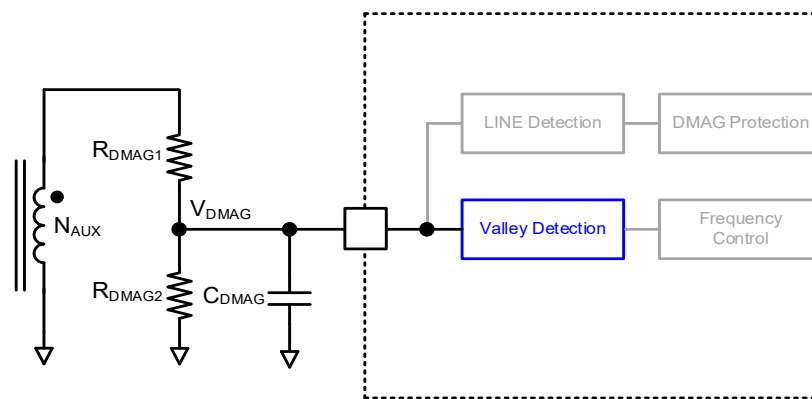 LINE Detection
DMAG Protection
RDMAG1
VDMAG
NAUX
Valley Detection
Frequency
Control
RDMAG2
CDMAG